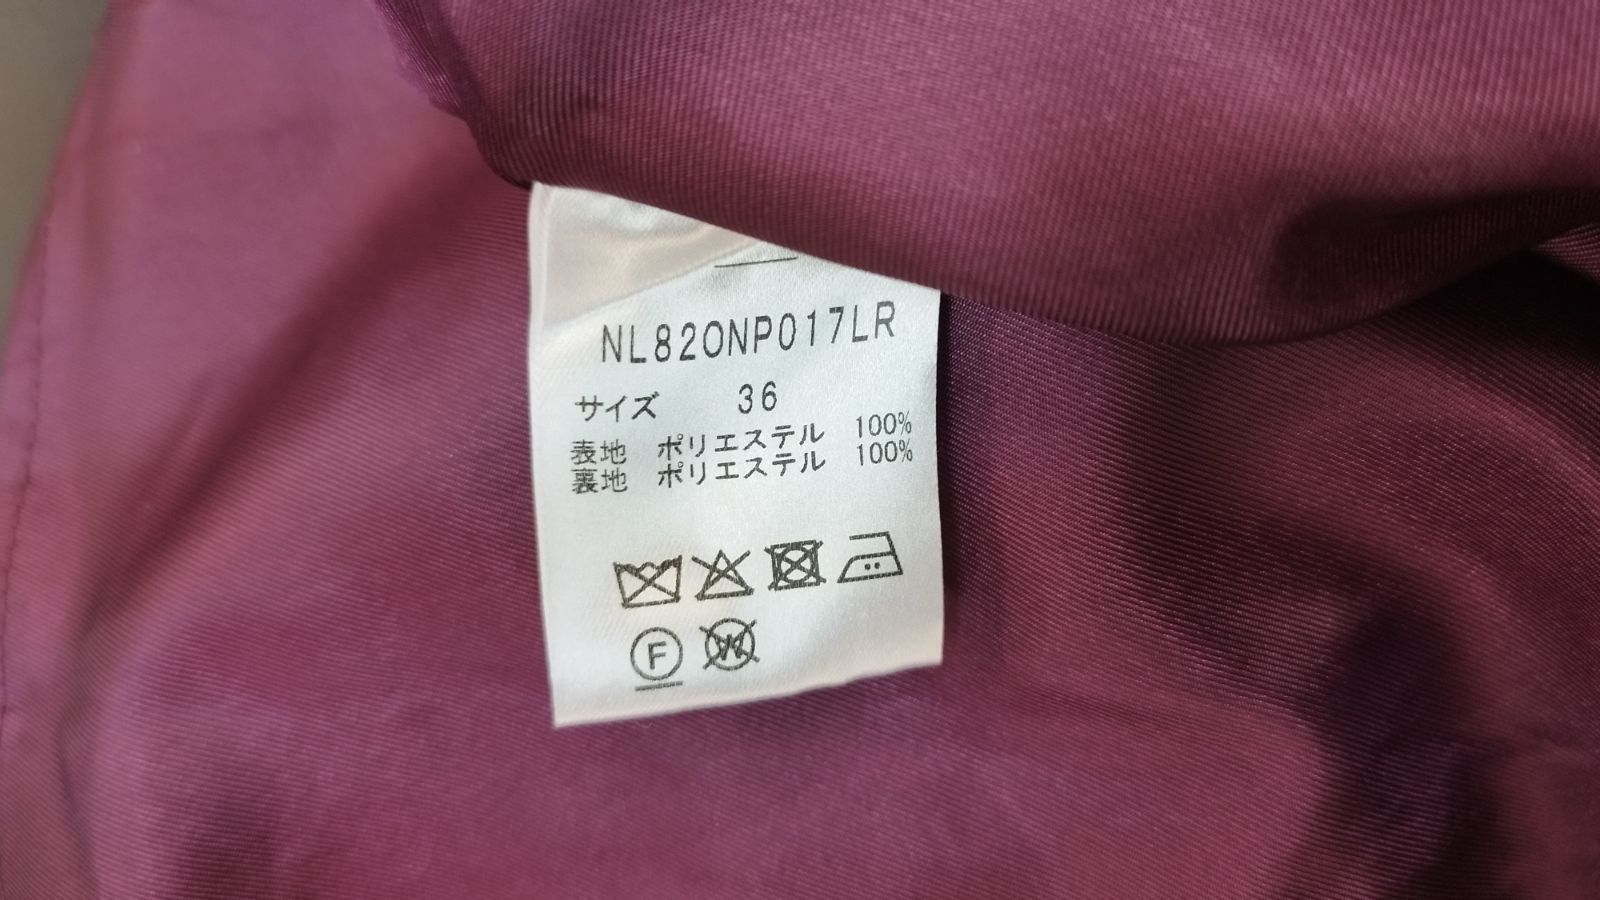 NL820NP017LR
サイズ 36
表地 ポリエステル 100%
裏地 ポリエステル 100%
F W